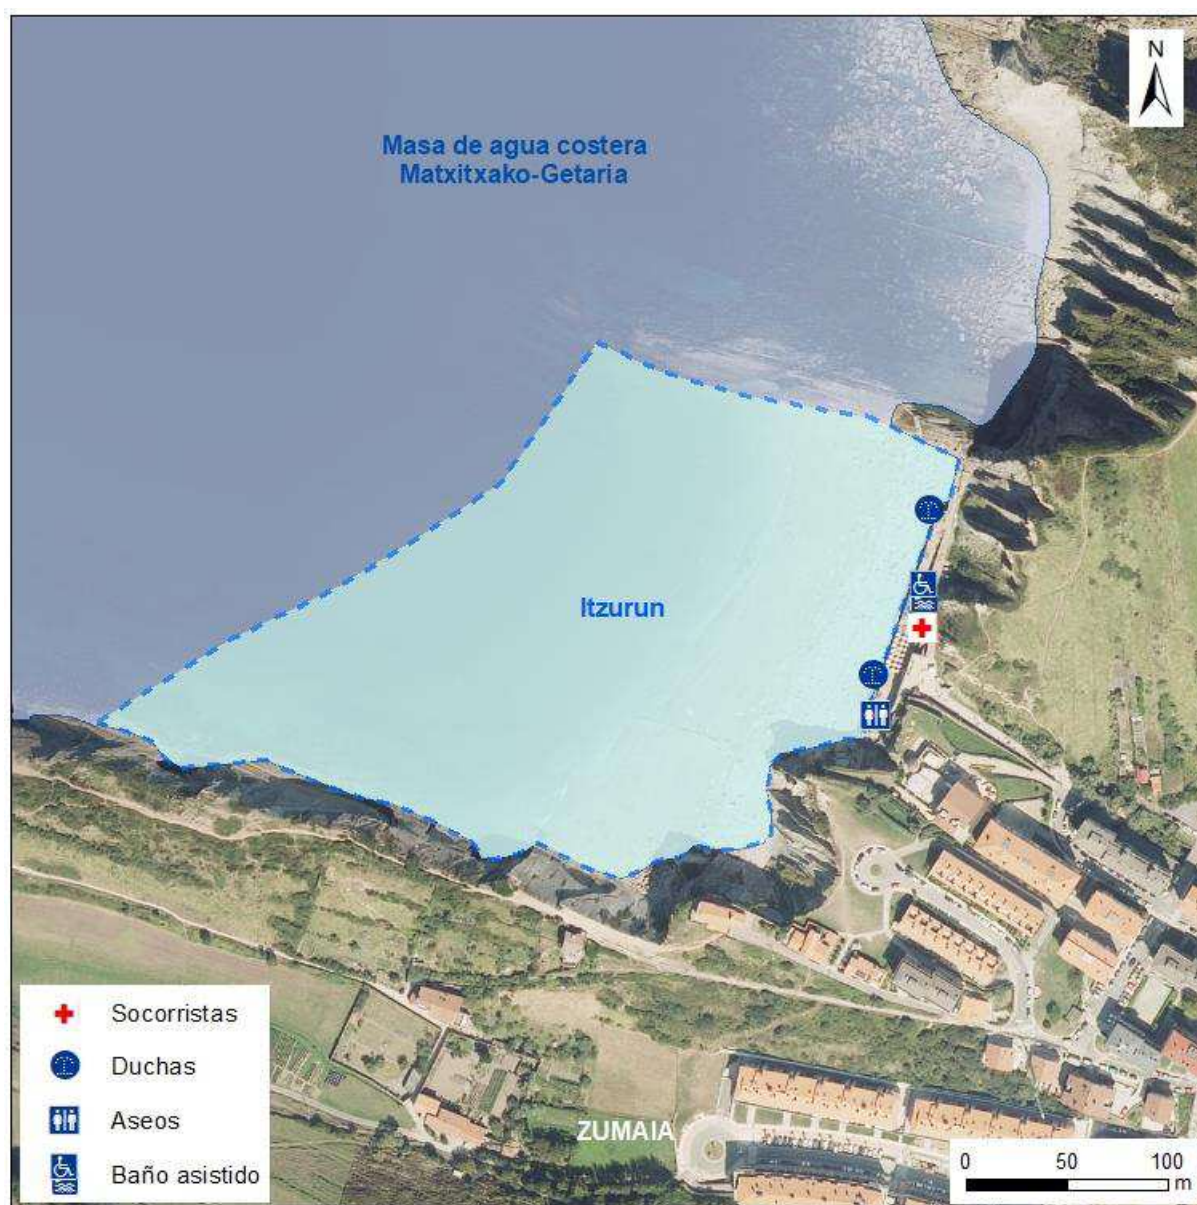 N
Masa de agua costera
Matxitxako-Getaria
Itzurun
Socorristas
Duchas
Aseos
Baño asistido
ZUMAIA
0 50 100
m